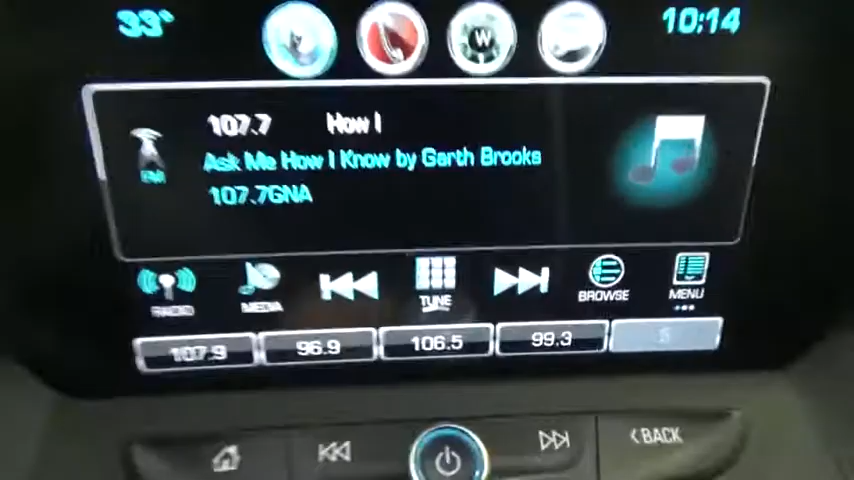 33°
W
10:14
107.7 How I
Ask Me How I Know by Garth Brooks
FM
107.7GNA
RADIO
MEDIA
TUNE
BROWSE
MENU
107.9
96.9
106.5
99.3
BACK